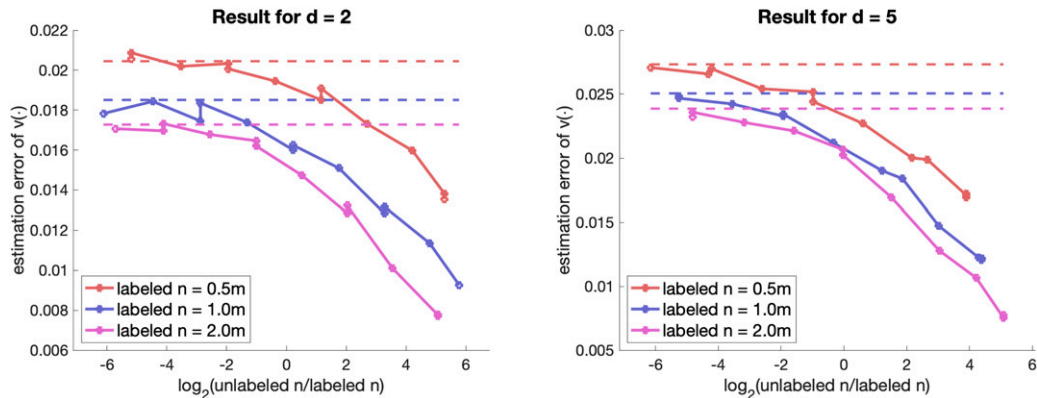 Result for d = 2
0.022
0.02
0.018
0.016
0.014
0.012
0.01
0.008
0.006
estimation error of v(·)
labeled n = 0.5m
labeled n = 1.0m
labeled n = 2.0m
-6 -4 -2 0 2 4 6
log₂(unlabeled n/labeled n)
Result for d = 5
0.03
0.025
0.02
0.015
0.01
0.005
estimation error of v(·)
labeled n = 0.5m
labeled n = 1.0m
labeled n = 2.0m
-6 -4 -2 0 2 4 6
log₂(unlabeled n/labeled n)